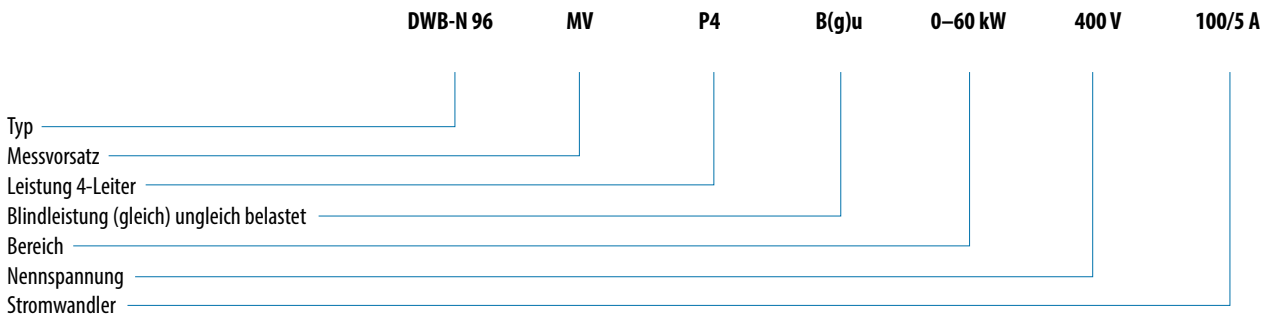 DWB-N 96 MV P4 B(g)u 0–60 kW 400 V 100/5 A
Typ
Messvorsatz
Leistung 4-Leiter
Blindleistung (gleich) ungleich belastet
Bereich
Nennspannung
Stromwandler